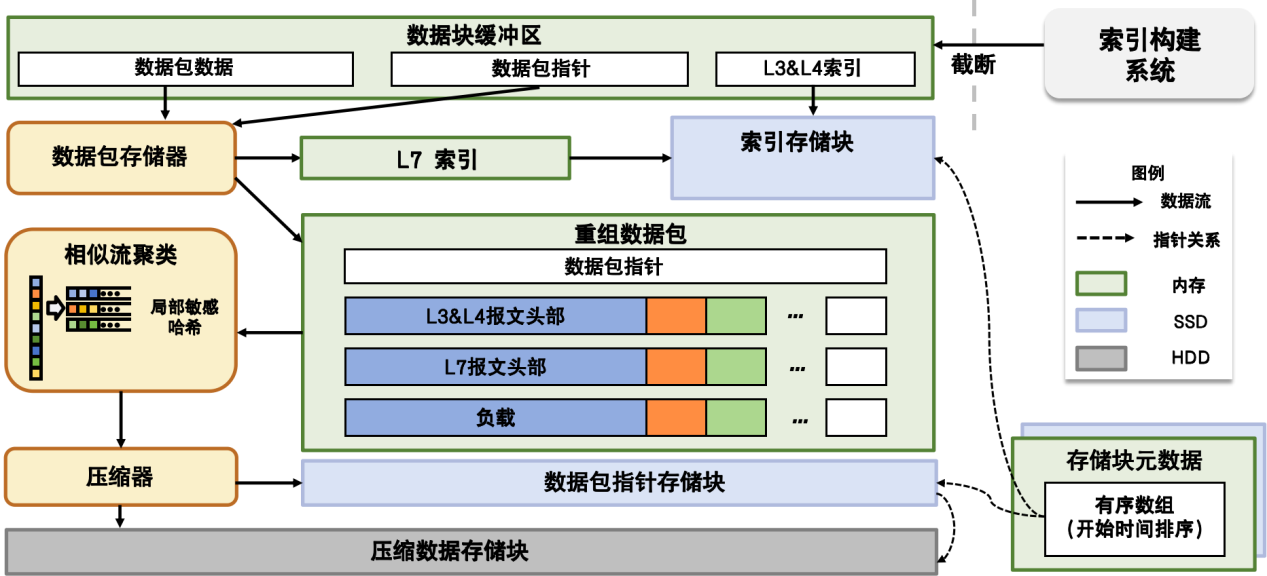 数据块缓冲区
数据包数据
数据包指针
L3&L4索引
截断
索引构建
系统
数据包存储器
L7 索引
索引存储块
图例
数据流
指针关系
内存
SSD
HDD
相似流聚类
局部敏感
哈希
重组数据包
数据包指针
L3&L4报文头部
...
L7报文头部
...
负载
...
压缩器
数据包指针存储块
压缩数据存储块
存储块元数据
有序数组
(开始时间排序)